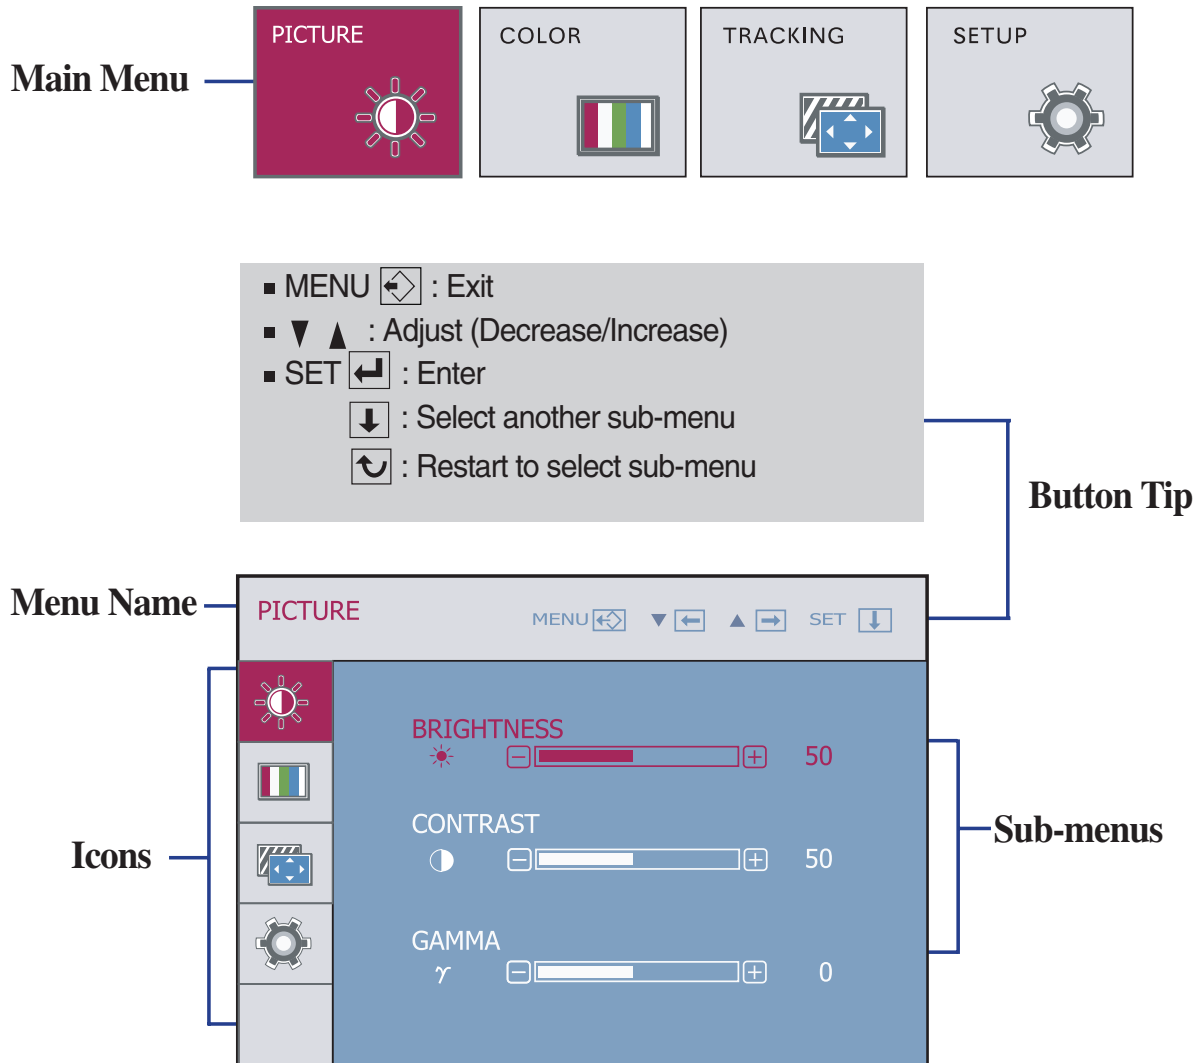 PICTURE COLOR TRACKING SETUP
Main Menu
MENU : Exit
: Adjust (Decrease/Increase)
SET : Enter
: Select another sub-menu
: Restart to select sub-menu
Button Tip
Menu Name
PICTURE MENU SET
BRIGHTNESS
50
Sub-menus
CONTRAST
50
Icons
GAMMA
γ 0